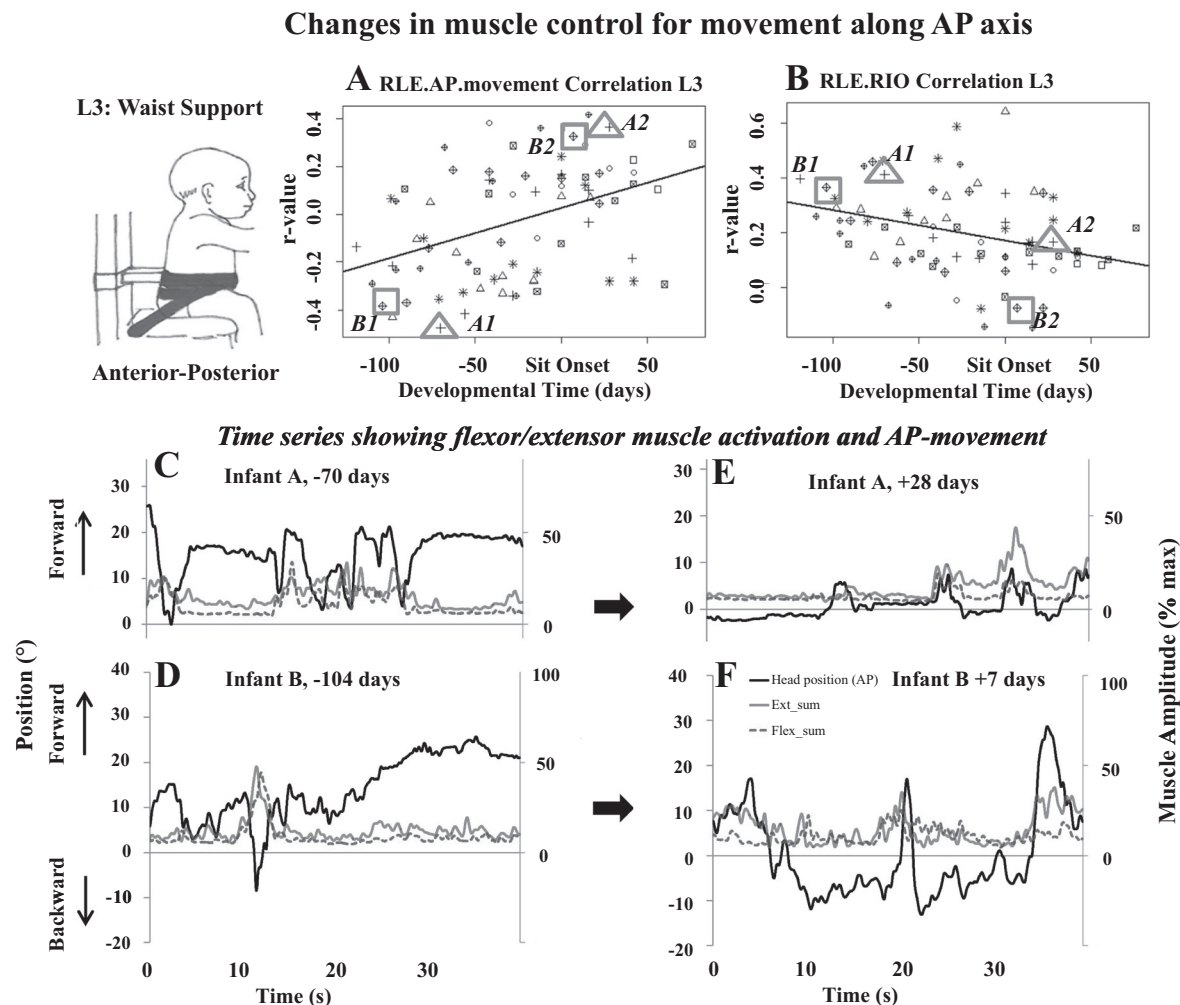 Changes in muscle control for movement along AP axis
L3: Waist Support
Anterior-Posterior
A RLE.AP.movement Correlation L3
r-value
0.4
0.2
0.0
-0.2
-0.4
B1
A1
B2
A2
-100 -50 Sit Onset 50
Developmental Time (days)
B RLE.RIO Correlation L3
r-value
0.6
0.4
0.2
0.0
B1
A1
A2
B2
-100 -50 Sit Onset 50
Developmental Time (days)
Time series showing flexor/extensor muscle activation and AP-movement
Position (°)
Forward
Forward
Backward
C Infant A, -70 days
30
20
10
0
50
0
E Infant A, +28 days
30
20
10
0
50
0
D Infant B, -104 days
40
30
20
10
0
-10
-20
100
50
0
0 10 20 30
Time (s)
F Infant B +7 days
Head position (AP)
Ext_sum
Flex_sum
40
30
20
10
0
-10
-20
100
50
0
0 10 20 30
Time (s)
Muscle Amplitude (% max)